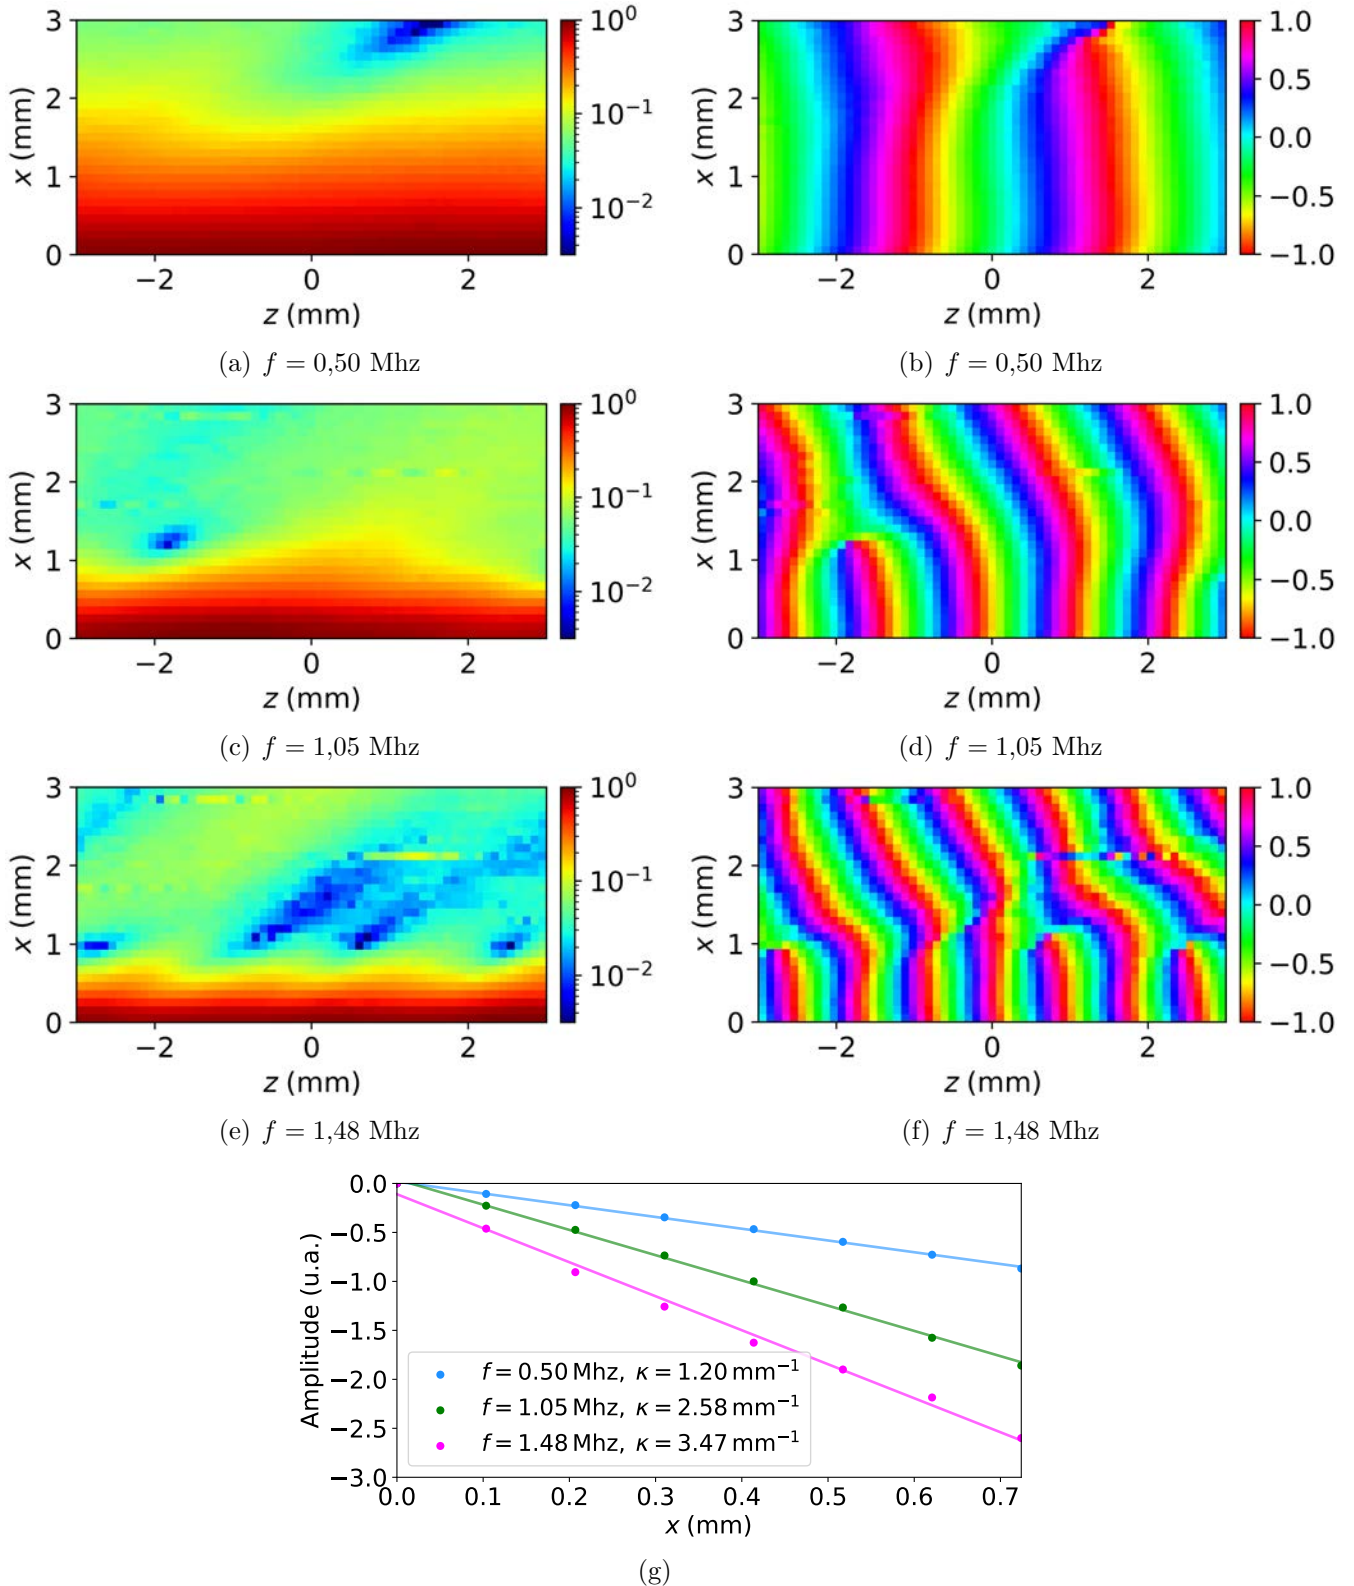 3
2
1
0
x (mm)
−2 0 2
z (mm)
10⁰
10⁻¹
10⁻²
(a) f = 0,50 Mhz
3
2
1
0
x (mm)
−2 0 2
z (mm)
1.0
0.5
0.0
−0.5
−1.0
(b) f = 0,50 Mhz
3
2
1
0
x (mm)
−2 0 2
z (mm)
10⁰
10⁻¹
10⁻²
(c) f = 1,05 Mhz
3
2
1
0
x (mm)
−2 0 2
z (mm)
1.0
0.5
0.0
−0.5
−1.0
(d) f = 1,05 Mhz
3
2
1
0
x (mm)
−2 0 2
z (mm)
10⁰
10⁻¹
10⁻²
(e) f = 1,48 Mhz
3
2
1
0
x (mm)
−2 0 2
z (mm)
1.0
0.5
0.0
−0.5
−1.0
(f) f = 1,48 Mhz
0.0
−0.5
−1.0
−1.5
−2.0
−2.5
−3.0
Amplitude (u.a.)
f = 0.50 Mhz, κ = 1.20 mm⁻¹
f = 1.05 Mhz, κ = 2.58 mm⁻¹
f = 1.48 Mhz, κ = 3.47 mm⁻¹
0.0 0.1 0.2 0.3 0.4 0.5 0.6 0.7
x (mm)
(g)